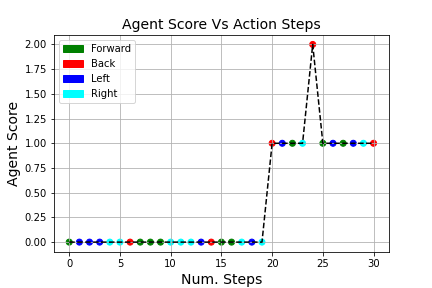 Agent Score Vs Action Steps
Forward
Back
Left
Right
Agent Score
2.00
1.75
1.50
1.25
1.00
0.75
0.50
0.25
0.00
0 5 10 15 20 25 30
Num. Steps